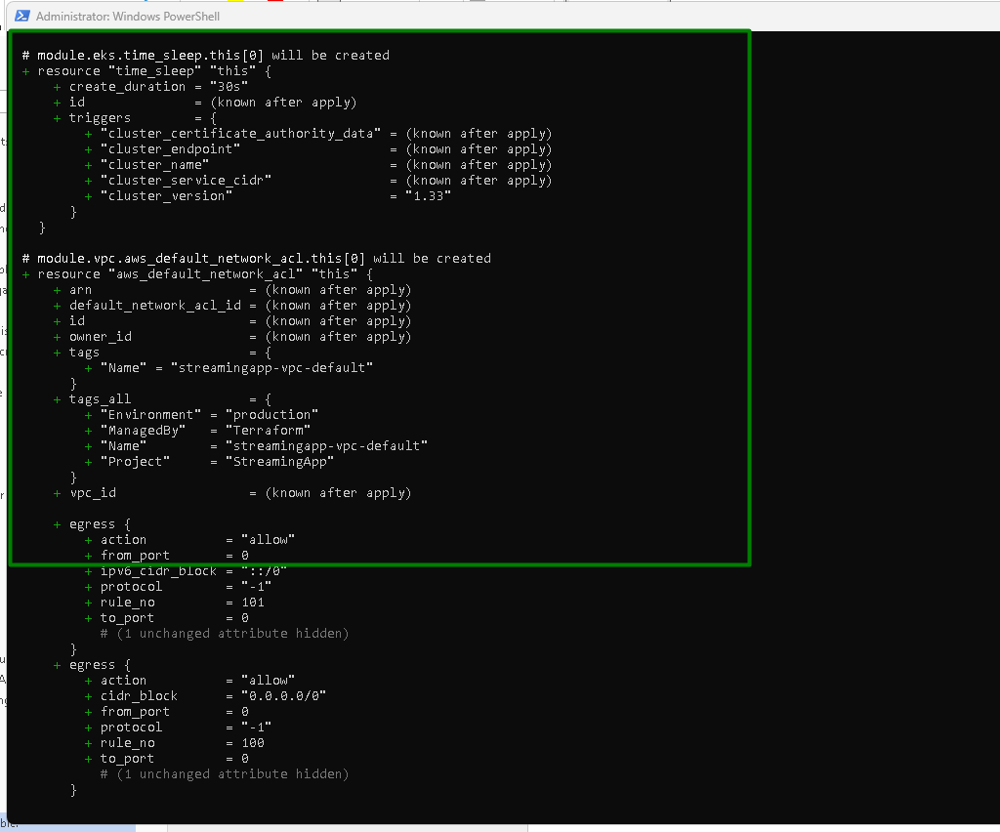 Administrator: Windows PowerShell
# module.eks.time_sleep.this[0] will be created
+ resource "time_sleep" "this" {
+ create_duration = "30s"
+ id = (known after apply)
+ triggers = {
+ "cluster_certificate_authority_data" = (known after apply)
+ "cluster_endpoint" = (known after apply)
+ "cluster_name" = (known after apply)
+ "cluster_service_cidr" = (known after apply)
+ "cluster_version" = "1.33"
}
}
# module.vpc.aws_default_network_acl.this[0] will be created
+ resource "aws_default_network_acl" "this" {
+ arn = (known after apply)
+ default_network_acl_id = (known after apply)
+ id = (known after apply)
+ owner_id = (known after apply)
+ tags = {
+ "Name" = "streamingapp-vpc-default"
}
+ tags_all = {
+ "Environment" = "production"
+ "ManagedBy" = "Terraform"
+ "Name" = "streamingapp-vpc-default"
+ "Project" = "StreamingApp"
}
+ vpc_id = (known after apply)
+ egress {
+ action = "allow"
+ from_port = 0
+ ipv6_cidr_block = "::/0"
+ protocol = "-1"
+ rule_no = 101
+ to_port = 0
# (1 unchanged attribute hidden)
}
+ egress {
+ action = "allow"
+ cidr_block = "0.0.0.0/0"
+ from_port = 0
+ protocol = "-1"
+ rule_no = 100
+ to_port = 0
# (1 unchanged attribute hidden)
}